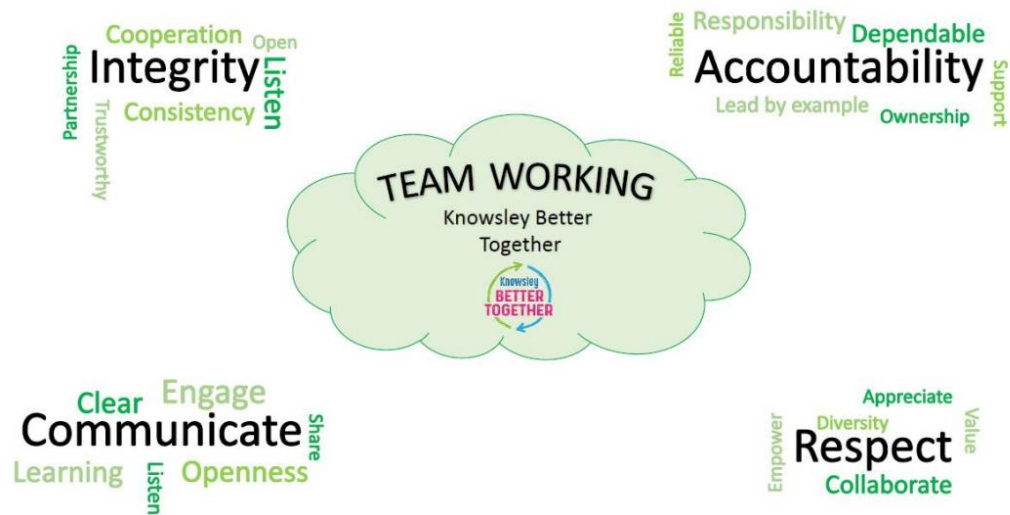 Cooperation
Open
Partnership
Integrity
Listen
Trustworthy
Consistency
Reliable
Responsibility
Dependable
Accountability
Support
Lead by example
Ownership
TEAM WORKING
Knowsley Better
Together
Knowsley
BETTER
TOGETHER
Clear
Engage
Communicate
Share
Learning
Listen
Openness
Appreciate
Diversity
Value
Empower
Respect
Collaborate